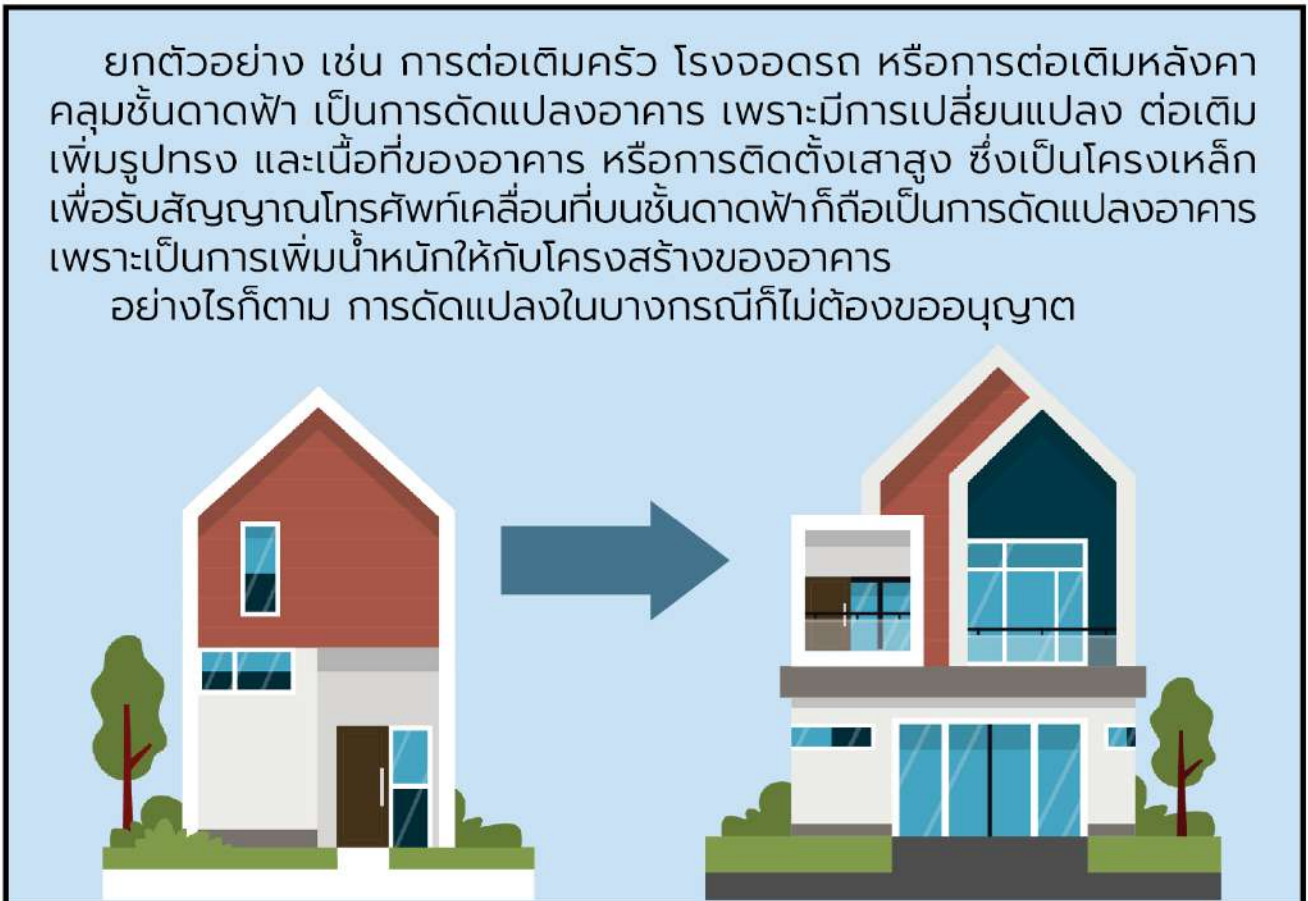 ยกตัวอย่าง เช่น การต่อเติมครัว โรงจอดรถ หรือการต่อเติมหลังคา
คลุมชั้นดาดฟ้า เป็นการดัดแปลงอาคาร เพราะมีการเปลี่ยนแปลง ต่อเติม
เพิ่มรูปทรง และเนื้อที่ของอาคาร หรือการติดตั้งเสาสูง ซึ่งเป็นโครงเหล็ก
เพื่อรับสัญญาณโทรศัพท์เคลื่อนที่บนชั้นดาดฟ้าก็ถือเป็นการดัดแปลงอาคาร
เพราะเป็นการเพิ่มน้ำหนักให้กับโครงสร้างของอาคาร
อย่างไรก็ตาม การดัดแปลงในบางกรณีก็ไม่ต้องขออนุญาต